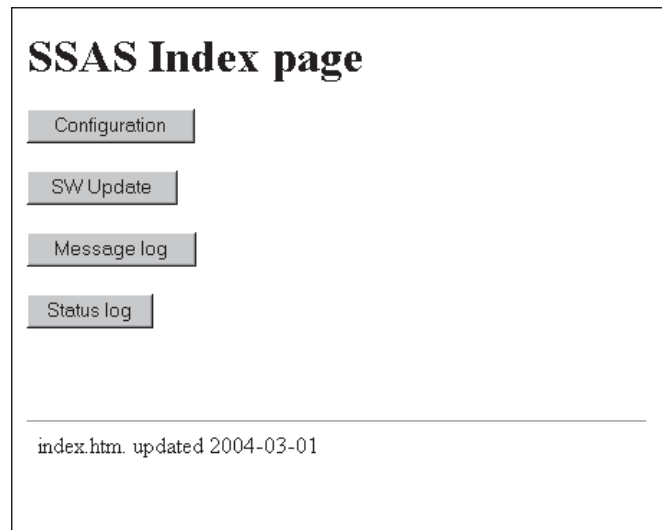 SSAS Index page
Configuration
SW Update
Message log
Status log
index.htm. updated 2004-03-01